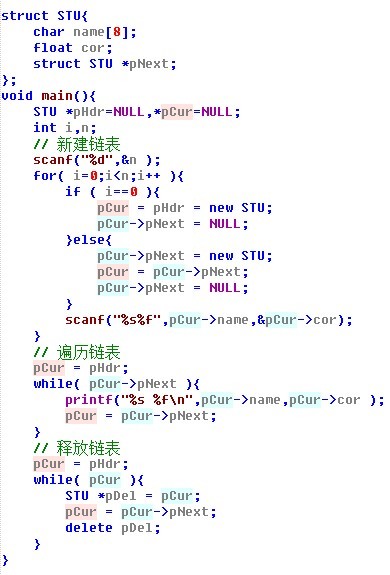 struct STU{
char name[8];
float cor;
struct STU *pNext;
};
void main(){
STU *pHdr=NULL,*pCur=NULL;
int i,n;
// 新建链表
scanf("%d",&n );
for( i=0;i<n;i++ ){
if ( i==0 ){
pCur = pHdr = new STU;
pCur->pNext = NULL;
}else{
pCur->pNext = new STU;
pCur = pCur->pNext;
pCur->pNext = NULL;
}
scanf("%s%f",pCur->name,&pCur->cor);
}
// 遍历链表
pCur = pHdr;
while( pCur->pNext ){
printf("%s %f\n",pCur->name,pCur->cor );
pCur = pCur->pNext;
}
// 释放链表
pCur = pHdr;
while( pCur ){
STU *pDel = pCur;
pCur = pCur->pNext;
delete pDel;
}
}